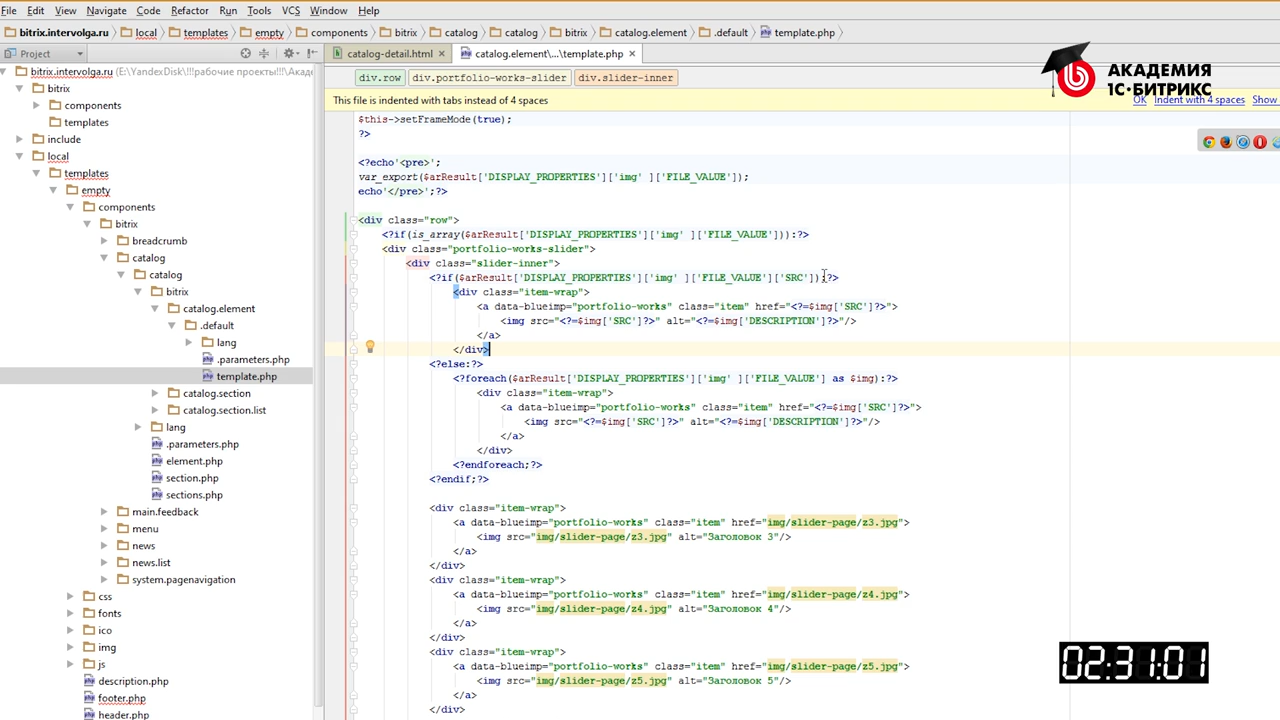 File Edit View Navigate Code Refactor Run Tools VCS Window Help
bitrix.intervolga.ru local templates empty components bitrix catalog catalog bitrix catalog.element .default template.php
Project
catalog-detail.html catalog.element\...\template.php
div.row div.portfolio-works-slider div.slider-inner
This file is indented with tabs instead of 4 spaces OK Indent with 4 spaces Show
АКАДЕМИЯ
1С·БИТРИКС
bitrix.intervolga.ru (E:\YandexDisk\!!!рабочие проекты!!!\Ака
bitrix
components
templates
include
local
templates
empty
components
bitrix
breadcrumb
catalog
catalog
bitrix
catalog.element
.default
lang
.parameters.php
template.php
catalog.section
catalog.section.list
lang
.parameters.php
element.php
section.php
sections.php
main.feedback
menu
news
news.list
system.pagenavigation
css
fonts
ico
img
js
description.php
footer.php
header.php
$this->setFrameMode(true);
?>
<?echo'<pre>';
var_export($arResult['DISPLAY_PROPERTIES']['img' ]['FILE_VALUE']);
echo'</pre>';?>
<div class="row">
<?if(is_array($arResult['DISPLAY_PROPERTIES']['img' ]['FILE_VALUE'])):?>
<div class="portfolio-works-slider">
<div class="slider-inner">
<?if($arResult['DISPLAY_PROPERTIES']['img' ]['FILE_VALUE']['SRC']):?>
<div class="item-wrap">
<a data-blueimp="portfolio-works" class="item" href="<?=$img['SRC']?>">
<img src="<?=$img['SRC']?>" alt="<?=$img['DESCRIPTION']?>"/>
</a>
</div>
<?else:?>
<?foreach($arResult['DISPLAY_PROPERTIES']['img' ]['FILE_VALUE'] as $img):?>
<div class="item-wrap">
<a data-blueimp="portfolio-works" class="item" href="<?=$img['SRC']?>">
<img src="<?=$img['SRC']?>" alt="<?=$img['DESCRIPTION']?>"/>
</a>
</div>
<?endforeach;?>
<?endif;?>
<div class="item-wrap">
<a data-blueimp="portfolio-works" class="item" href="img/slider-page/z3.jpg">
<img src="img/slider-page/z3.jpg" alt="Заголовок 3"/>
</a>
</div>
<div class="item-wrap">
<a data-blueimp="portfolio-works" class="item" href="img/slider-page/z4.jpg">
<img src="img/slider-page/z4.jpg" alt="Заголовок 4"/>
</a>
</div>
<div class="item-wrap">
<a data-blueimp="portfolio-works" class="item" href="img/slider-page/z5.jpg">
<img src="img/slider-page/z5.jpg" alt="Заголовок 5"/>
</a>
</div>
02:31:01